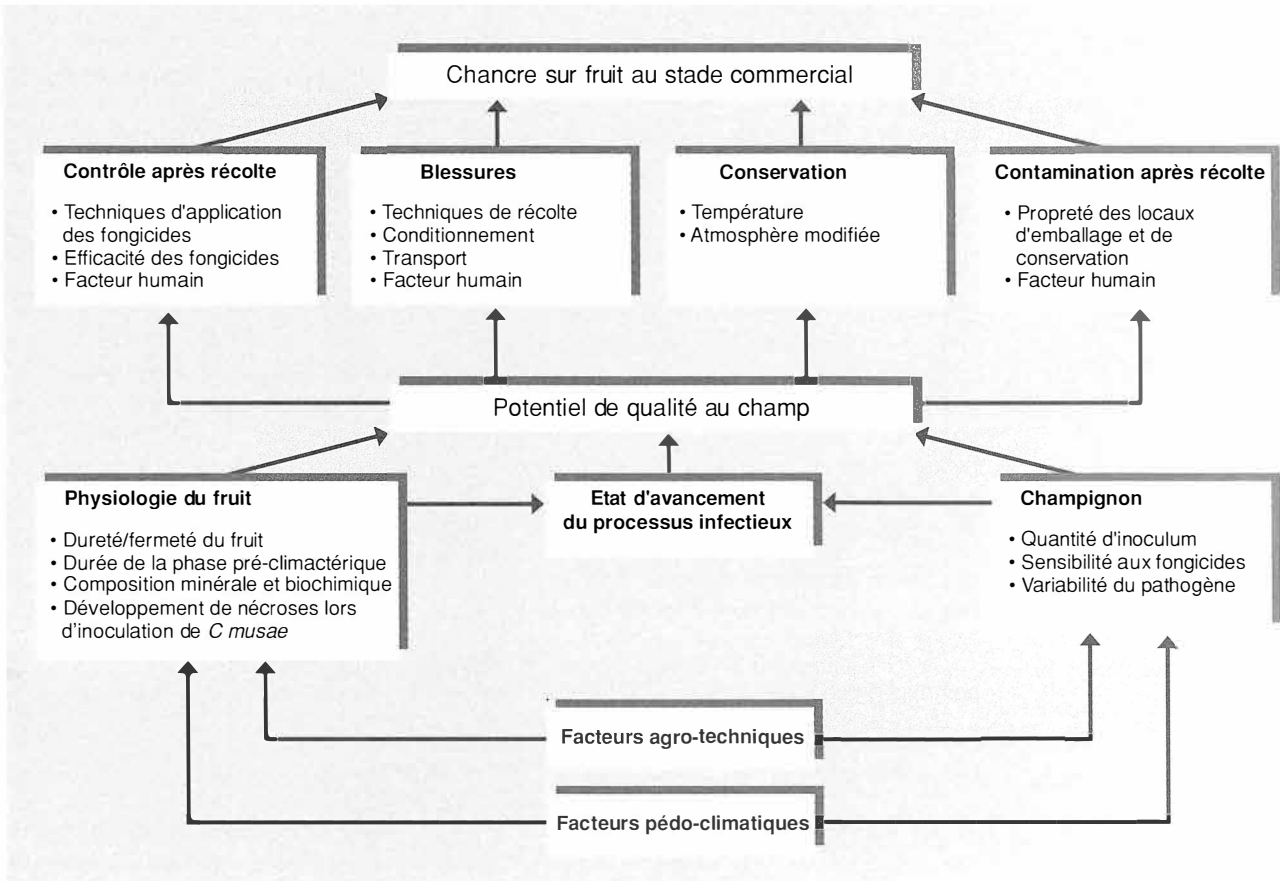 Chancre sur fruit au stade commercial
Contrôle après récolte
• Techniques d'application
des fongicides
• Efficacité des fongicides
• Facteur humain
Blessures
• Techniques de récolte
• Conditionnement
• Transport
• Facteur humain
Conservation
• Température
• Atmosphère modifiée
Contamination après récolte
• Propreté des locaux
d'emballage et de
conservation
• Facteur humain
Potentiel de qualité au champ
Physiologie du fruit
• Dureté/fermeté du fruit
• Durée de la phase pré-climactérique
• Composition minérale et biochimique
• Développement de nécroses lors
d'inoculation de C musae
Etat d'avancement
du processus infectieux
Champignon
• Quantité d'inoculum
• Sensibilité aux fongicides
• Variabilité du pathogène
Facteurs agro-techniques
Facteurs pédo-climatiques